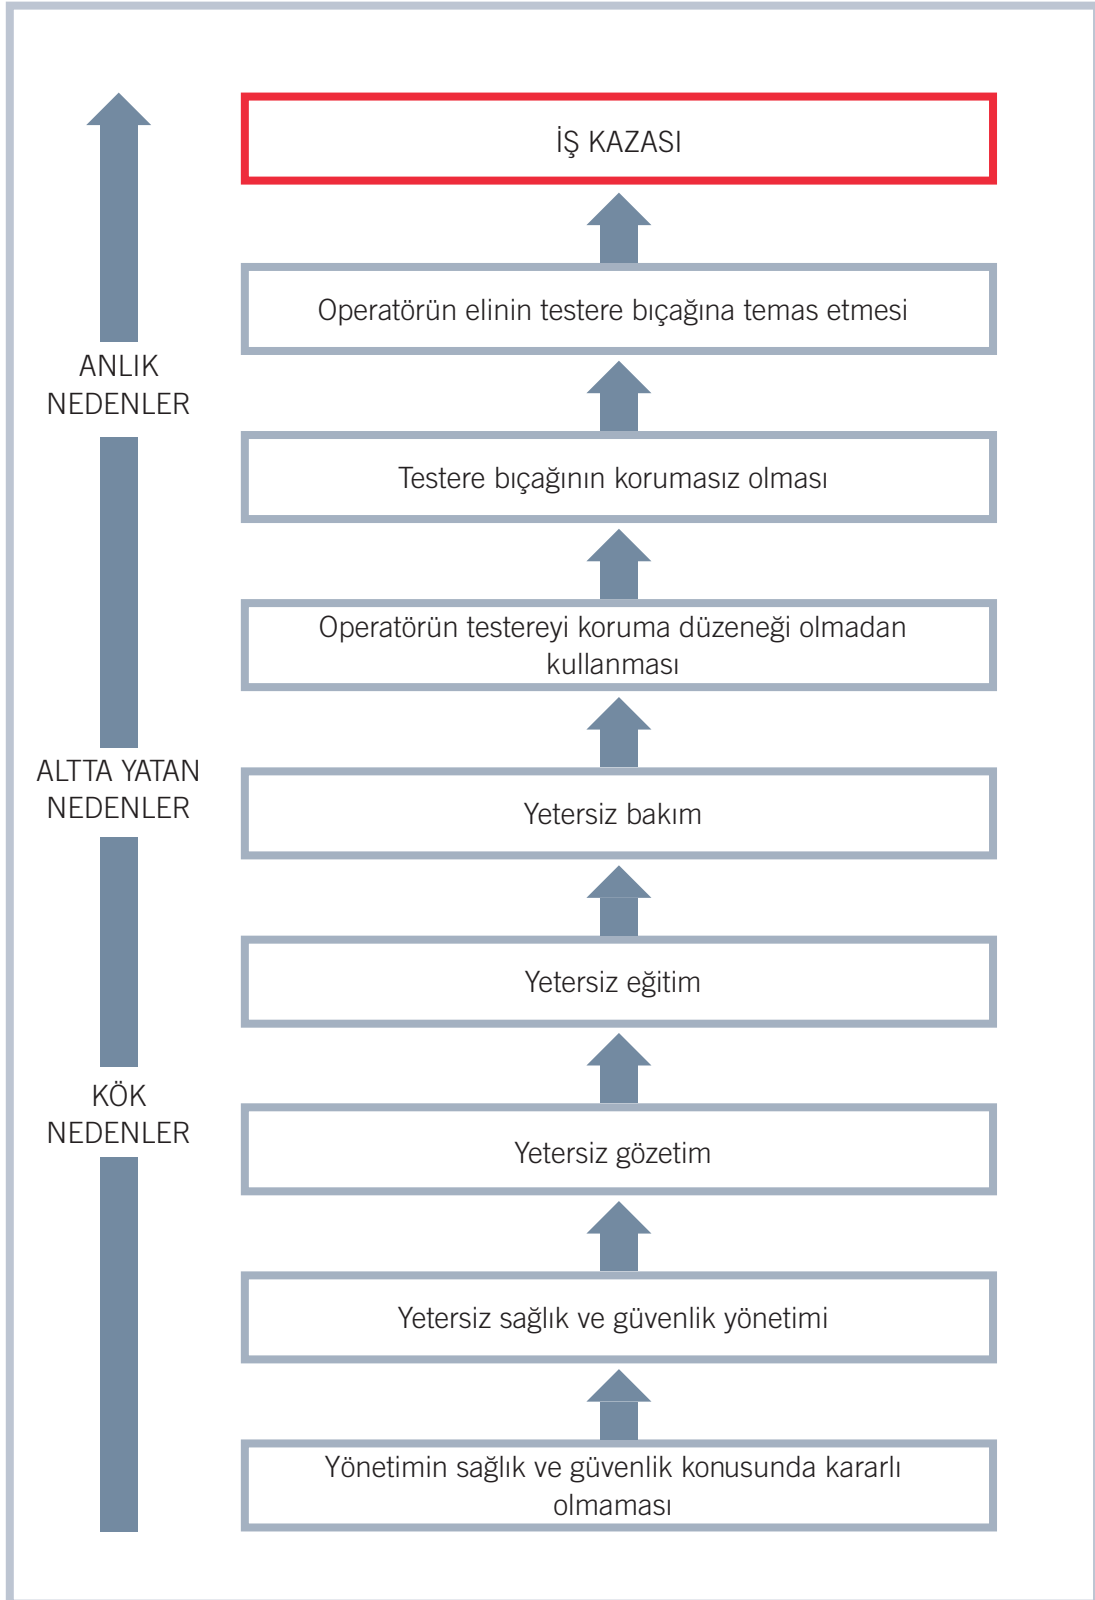 İŞ KAZASI
Operatörün elinin testere bıçağına temas etmesi
ANLIK
NEDENLER
Testere bıçağının korumasız olması
Operatörün testereyi koruma düzeneği olmadan
kullanması
ALTTA YATAN
NEDENLER
Yetersiz bakım
Yetersiz eğitim
KÖK
NEDENLER
Yetersiz gözetim
Yetersiz sağlık ve güvenlik yönetimi
Yönetimin sağlık ve güvenlik konusunda kararlı
olmaması